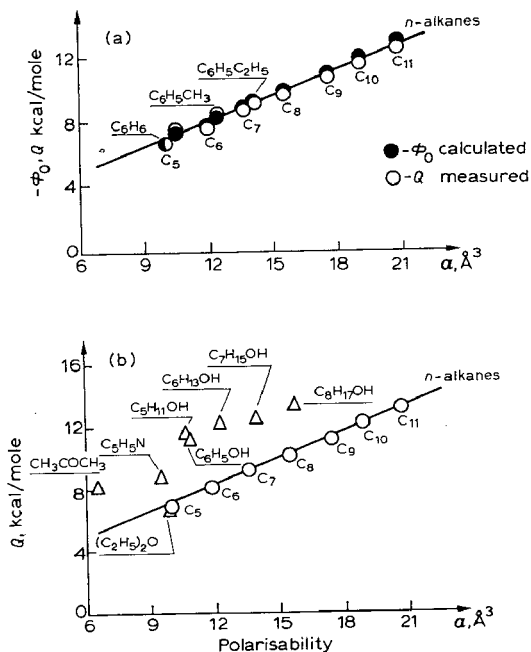 (a)
n-alkanes
-Φ₀, Q kcal/mole
12
8
4
0
C₆H₅C₂H₅
C₆H₅CH₃
C₆H₆
C₅
C₆
C₇
C₈
C₉
C₁₀
C₁₁
-Φ₀ calculated
-Q measured
6
9
12
15
18
21
α, Å³
(b)
Q, kcal/mole
16
12
8
4
0
C₇H₁₅OH
C₆H₁₃OH
C₈H₁₇OH
n-alkanes
C₅H₁₁OH
C₅H₅N
CH₃COCH₃
C₆H₅OH
(C₂H₅)₂O
C₅
C₆
C₇
C₈
C₉
C₁₀
C₁₁
6
9
12
15
18
21
α, Å³
Polarisability